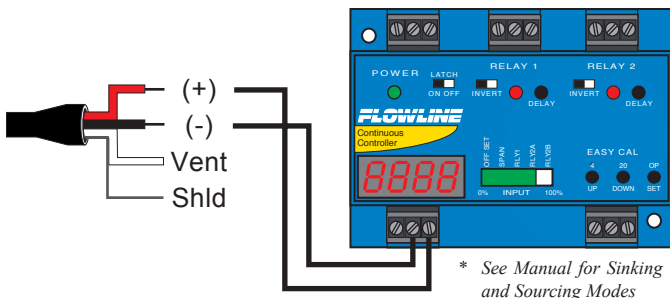 (+)
(-)
Vent
Shld
POWER
LATCH
ON OFF
RELAY 1
INVERT
DELAY
RELAY 2
INVERT
DELAY
FLOWLINE
Continuous
Controller
8888
OFF SET
SPAN
RLY1
RLY2A
RLY2B
0% INPUT 100%
EASY CAL
4 20 OP
UP DOWN SET
* See Manual for Sinking
and Sourcing Modes